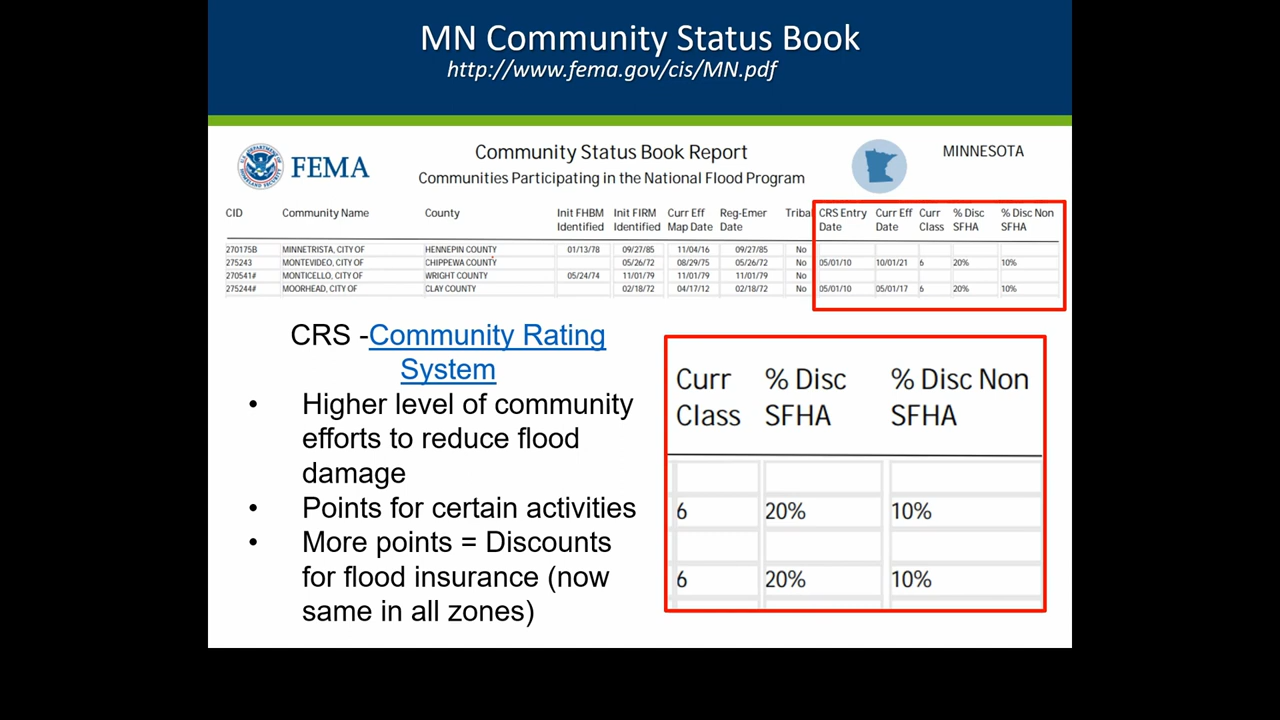 MN Community Status Book
http://www.fema.gov/cis/MN.pdf
FEMA
Community Status Book Report
Communities Participating in the National Flood Program
MINNESOTA
CID Community Name County Init FHBM Identified Init FIRM Identified Curr Eff Map Date Reg-Emer Date Tribal CRS Entry Date Curr Eff Date Curr Class % Disc SFHA % Disc Non SFHA
270175B MINNETRISTA, CITY OF HENNEPIN COUNTY 01/13/78 09/27/85 11/04/16 09/27/85 No
275243 MONTEVIDEO, CITY OF CHIPPEWA COUNTY 05/26/72 08/29/75 05/26/72 No 05/01/10 10/01/21 6 20% 10%
270541# MONTICELLO, CITY OF WRIGHT COUNTY 05/24/74 11/01/79 11/01/79 11/01/79 No
275244# MOORHEAD, CITY OF CLAY COUNTY 02/18/72 04/17/12 02/18/72 No 05/01/10 05/01/17 6 20% 10%
CRS -Community Rating
System
• Higher level of community
efforts to reduce flood
damage
• Points for certain activities
• More points = Discounts
for flood insurance (now
same in all zones)
Curr % Disc % Disc Non
Class SFHA SFHA
6 20% 10%
6 20% 10%